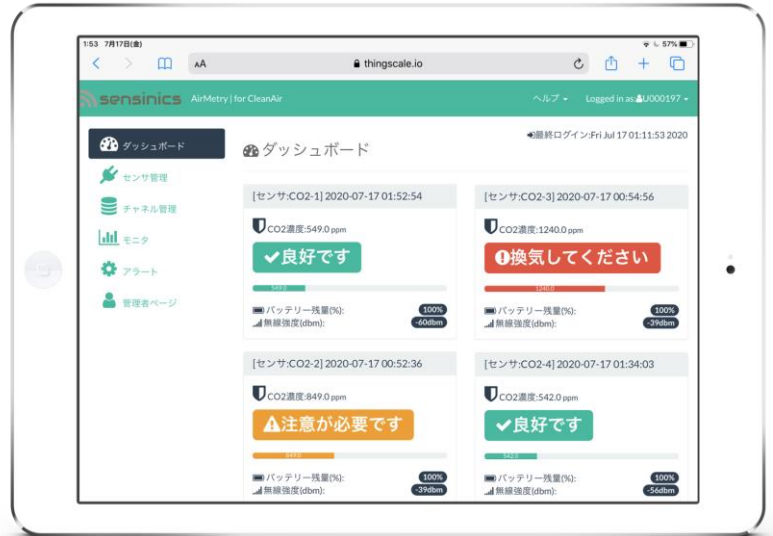 1:53 7月17日(金)
57%
AA
thingscale.io
sensinics AirMetry | for CleanAir
ヘルプ
Logged in as: U000197
ダッシュボード
センサ管理
チャネル管理
モニタ
アラート
管理者ページ
最終ログイン:Fri Jul 17 01:11:53 2020
ダッシュボード
[センサ:CO2-1] 2020-07-17 01:52:54
CO2濃度:549.0 ppm
良好です
549.0
バッテリー残量(%): 100%
無線強度(dbm): -60dbm
[センサ:CO2-3] 2020-07-17 00:54:56
CO2濃度:1240.0 ppm
換気してください
1240.0
バッテリー残量(%): 100%
無線強度(dbm): -39dbm
[センサ:CO2-2] 2020-07-17 00:52:36
CO2濃度:849.0 ppm
注意が必要です
849.0
バッテリー残量(%): 100%
無線強度(dbm): -39dbm
[センサ:CO2-4] 2020-07-17 01:34:03
CO2濃度:542.0 ppm
良好です
542.0
バッテリー残量(%): 100%
無線強度(dbm): -56dbm